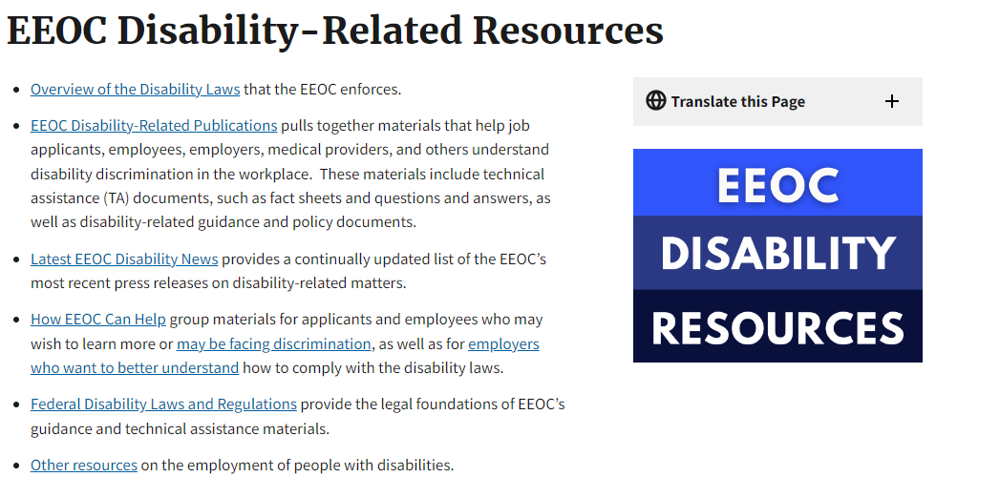 EEOC Disability-Related Resources
• Overview of the Disability Laws that the EEOC enforces.
• EEOC Disability-Related Publications pulls together materials that help job
applicants, employees, employers, medical providers, and others understand
disability discrimination in the workplace.  These materials include technical
assistance (TA) documents, such as fact sheets and questions and answers, as
well as disability-related guidance and policy documents.
• Latest EEOC Disability News provides a continually updated list of the EEOC’s
most recent press releases on disability-related matters.
• How EEOC Can Help group materials for applicants and employees who may
wish to learn more or may be facing discrimination, as well as for employers
who want to better understand how to comply with the disability laws.
• Federal Disability Laws and Regulations provide the legal foundations of EEOC’s
guidance and technical assistance materials.
• Other resources on the employment of people with disabilities.
Translate this Page +
EEOC
DISABILITY
RESOURCES